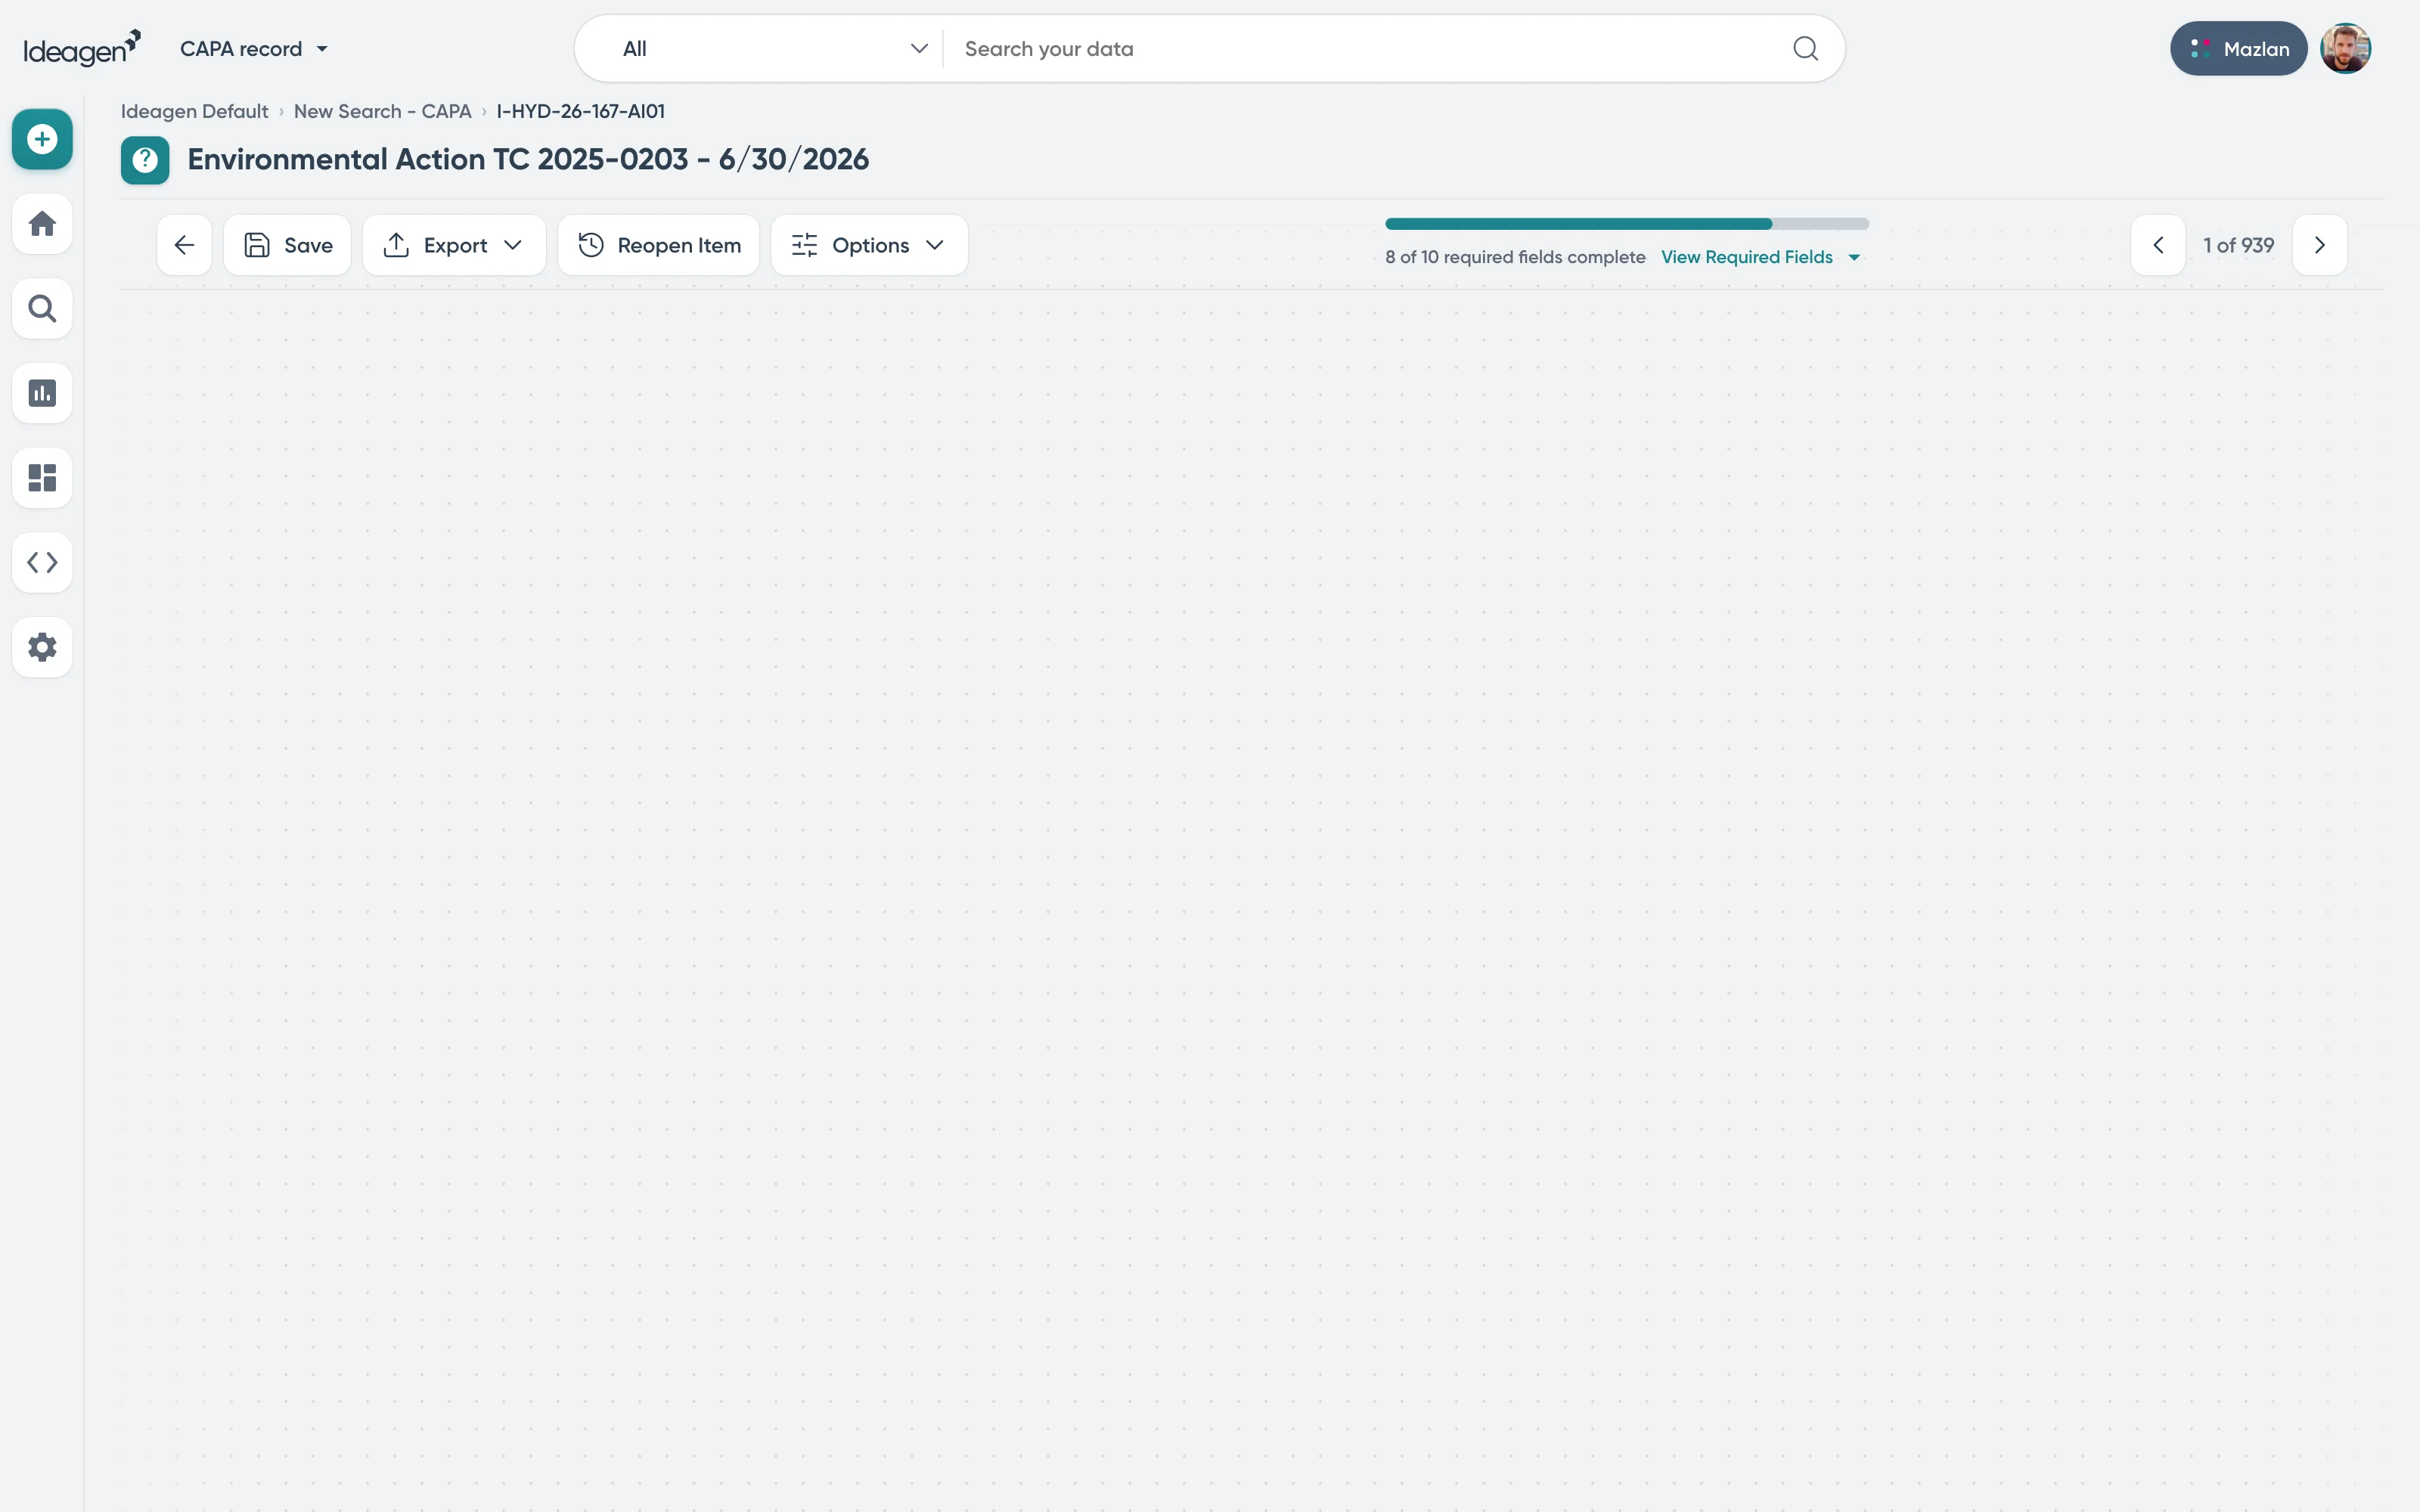 Ideagen
CAPA record
All
Search your data
Mazlan
Ideagen Default › New Search - CAPA › I-HYD-26-167-AI01
Environmental Action TC 2025-0203 - 6/30/2026
Save
Export
Reopen Item
Options
8 of 10 required fields complete
View Required Fields
1 of 939